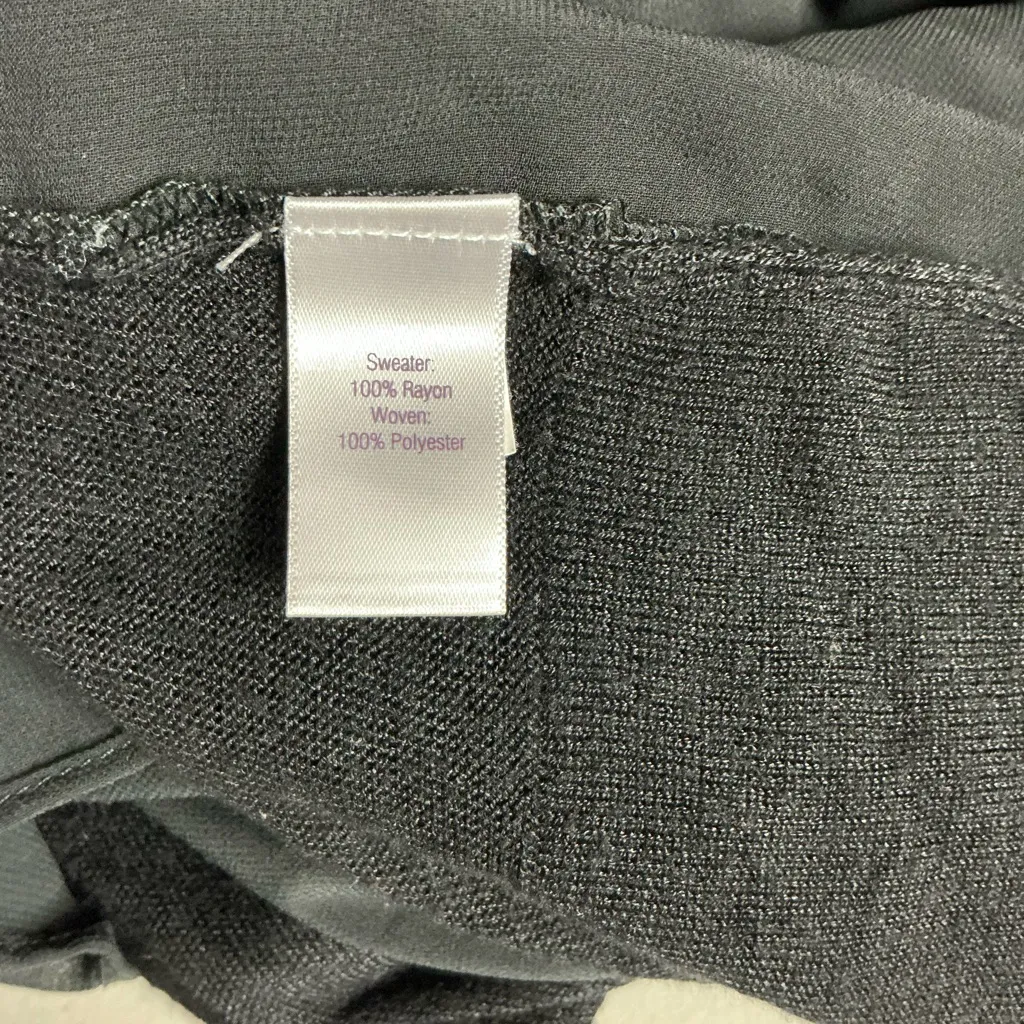 Sweater:
100% Rayon
Woven:
100% Polyester